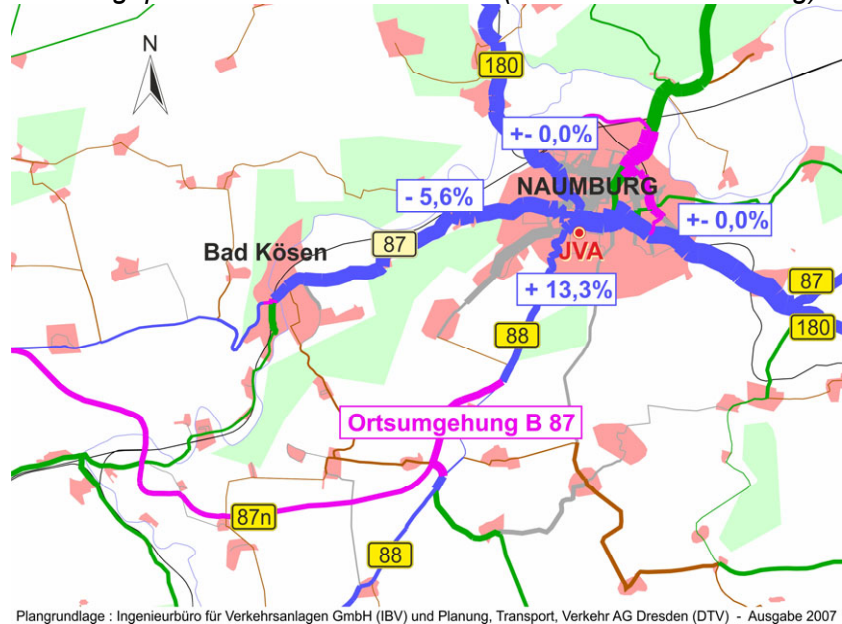 N
180
+- 0,0%
NAUMBURG
- 5,6%
+- 0,0%
Bad Kösen
87
JVA
87
+ 13,3%
88
180
Ortsumgehung B 87
87n
88
Plangrundlage : Ingenieurbüro für Verkehrsanlagen GmbH (IBV) und Planung, Transport, Verkehr AG Dresden (DTV) - Ausgabe 2007